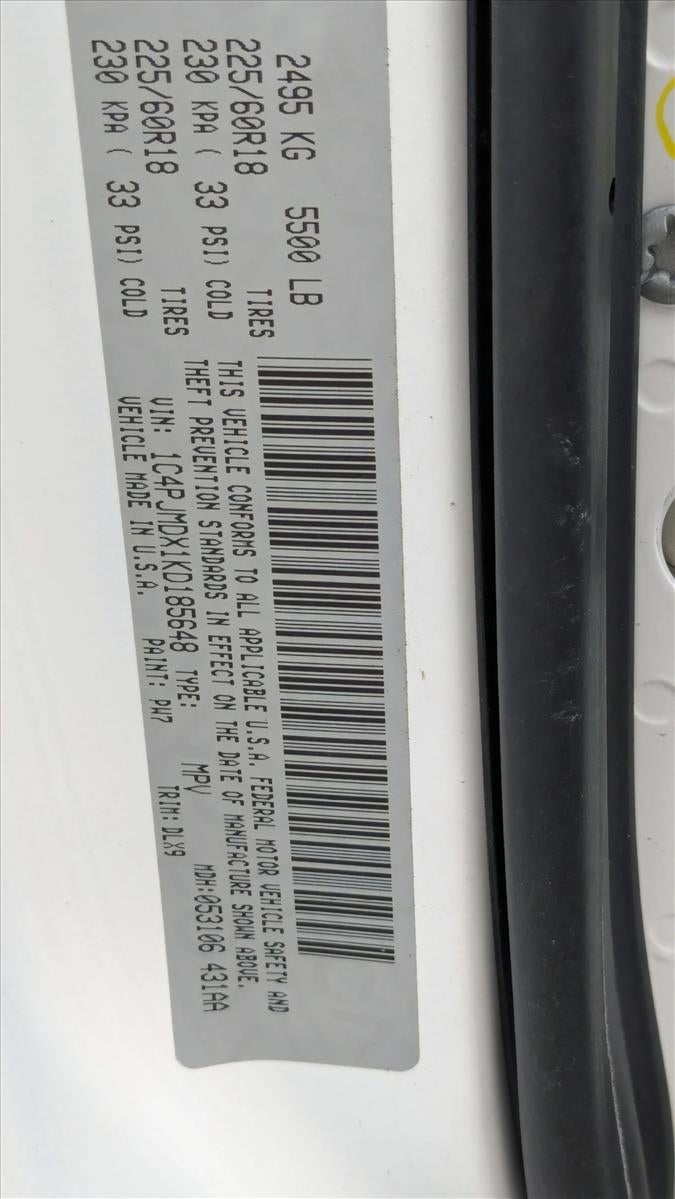 2495 KG 5500 LB
225/60R18 TIRES
230 KPA ( 33 PSI) COLD
225/60R18 TIRES
230 KPA ( 33 PSI) COLD
THIS VEHICLE CONFORMS TO ALL APPLICABLE U.S.A. FEDERAL MOTOR VEHICLE SAFETY AND
THEFT PREVENTION STANDARDS IN EFFECT ON THE DATE OF MANUFACTURE SHOWN ABOVE.
MDH:053106 431AA
VIN: 1C4PJMDX1KD185648 TYPE: MPV
VEHICLE MADE IN U.S.A. PAINT: PW7 TRIM: DLX9